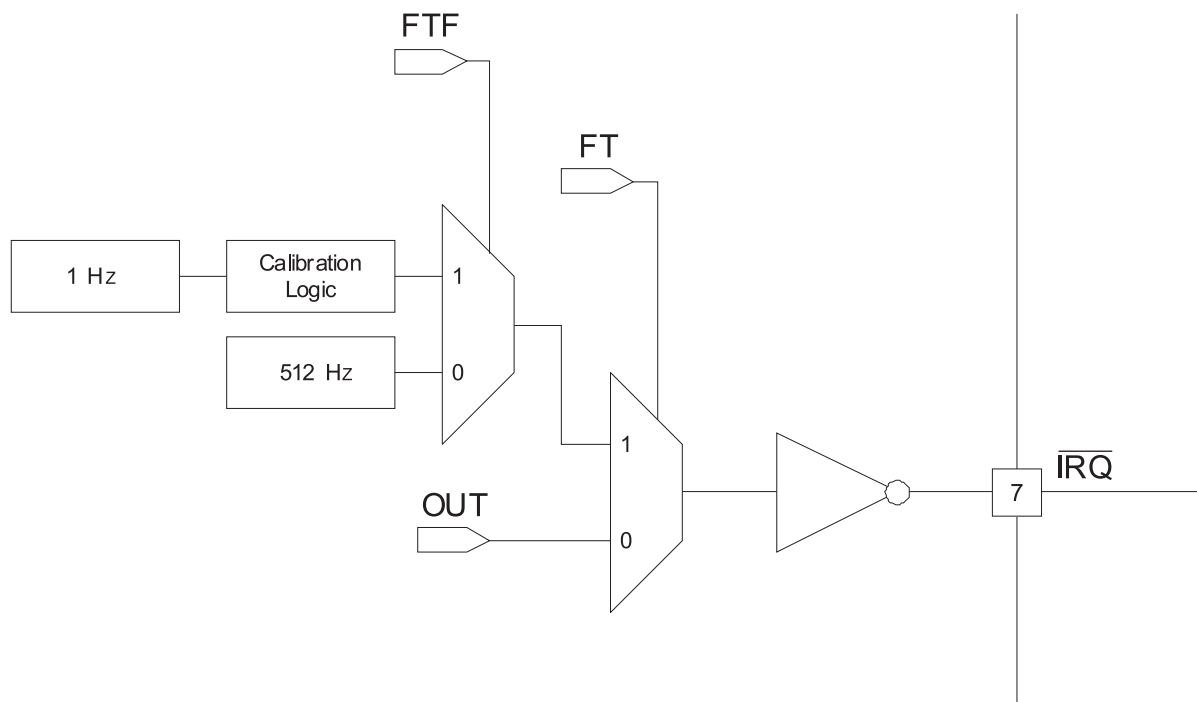 FTF
FT
1 Hz
Calibration
Logic
1
512 Hz
0
1
OUT
0
7
IRQ